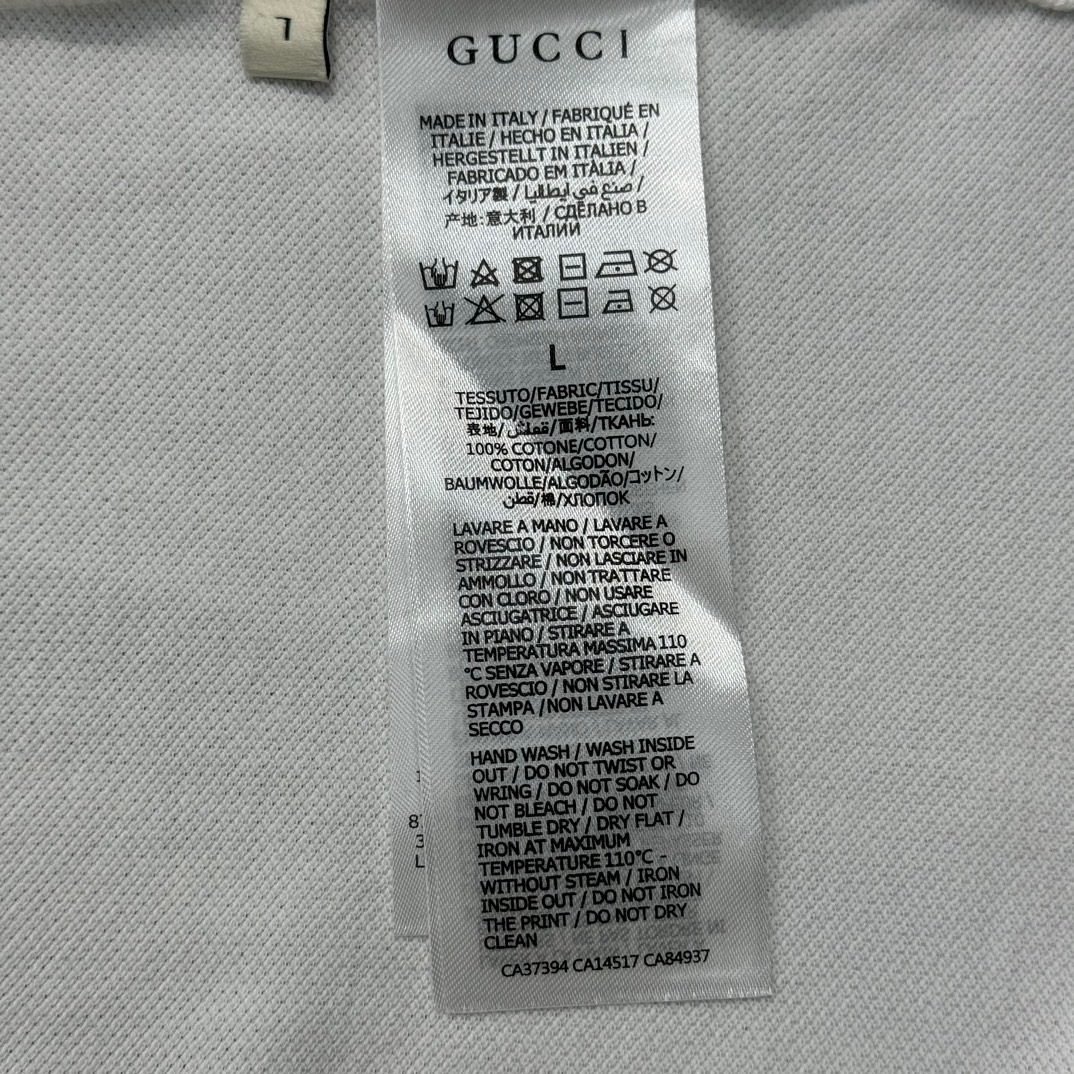 L
GUCCI
MADE IN ITALY / FABRIQUÉ EN
ITALIE / HECHO EN ITALIA /
HERGESTELLT IN ITALIEN /
FABRICADO EM ITALIA /
イタリア製 / صنع في ايطاليا /
产地:意大利 / СДЕЛАНО В
ИТАЛИИ
L
TESSUTO/FABRIC/TISSU/
TEJIDO/GEWEBE/TECIDO/
表地/قماش/面料/ТКАНЬ:
100% COTONE/COTTON/
COTON/ALGODON/
BAUMWOLLE/ALGODÃO/コットン/
قطن/棉/ХЛОПОК
LAVARE A MANO / LAVARE A
ROVESCIO / NON TORCERE O
STRIZZARE / NON LASCIARE IN
AMMOLLO / NON TRATTARE
CON CLORO / NON USARE
ASCIUGATRICE / ASCIUGARE
IN PIANO / STIRARE A
TEMPERATURA MASSIMA 110
°C SENZA VAPORE / STIRARE A
ROVESCIO / NON STIRARE LA
STAMPA / NON LAVARE A
SECCO
HAND WASH / WASH INSIDE
OUT / DO NOT TWIST OR
WRING / DO NOT SOAK / DO
NOT BLEACH / DO NOT
TUMBLE DRY / DRY FLAT /
IRON AT MAXIMUM
TEMPERATURE 110°C -
WITHOUT STEAM / IRON
INSIDE OUT / DO NOT IRON
THE PRINT / DO NOT DRY
CLEAN
CA37394 CA14517 CA84937